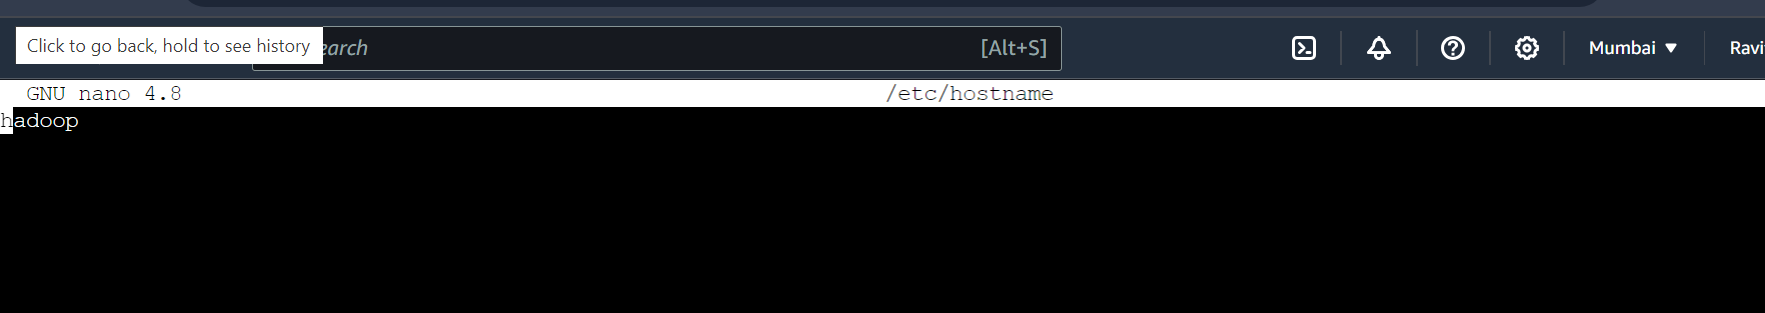 Click to go back, hold to see history
earch [Alt+S] Mumbai Ravi
GNU nano 4.8 /etc/hostname
hadoop